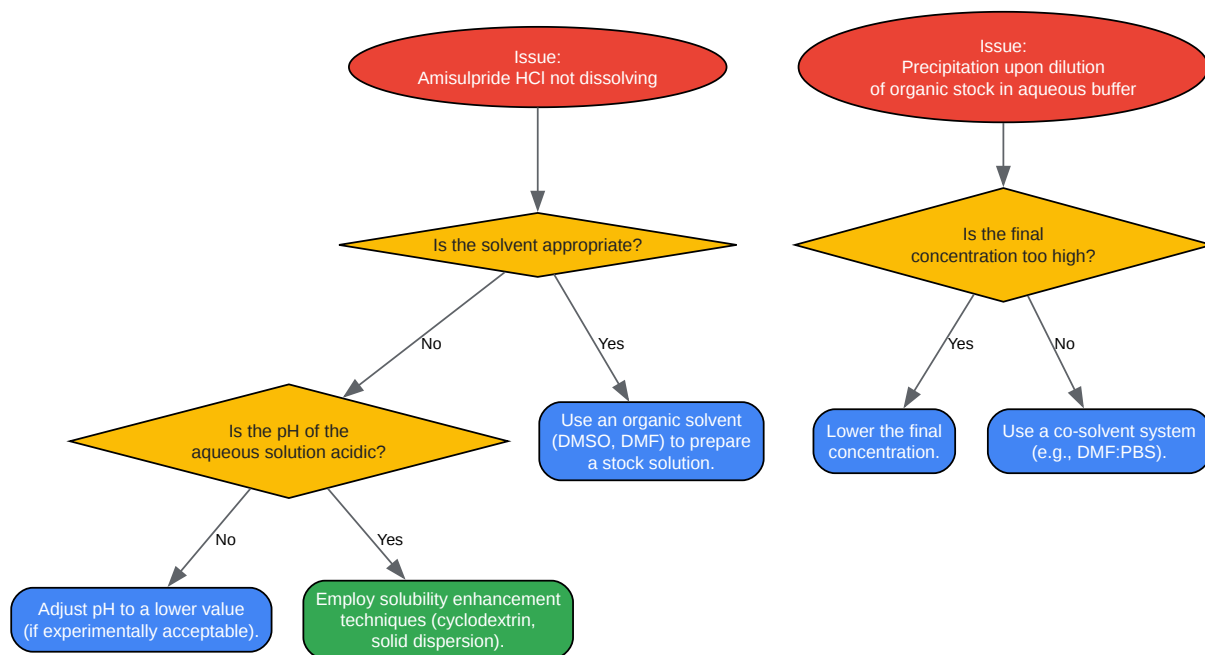 Issue:
Amisulpride HCl not dissolving
Is the solvent appropriate?
No
Yes
Is the pH of the
aqueous solution acidic?
Use an organic solvent
(DMSO, DMF) to prepare
a stock solution.
No
Yes
Adjust pH to a lower value
(if experimentally acceptable).
Employ solubility enhancement
techniques (cyclodextrin,
solid dispersion).
Issue:
Precipitation upon dilution
of organic stock in aqueous buffer
Is the final
concentration too high?
Yes
No
Lower the final
concentration.
Use a co-solvent system
(e.g., DMF:PBS).